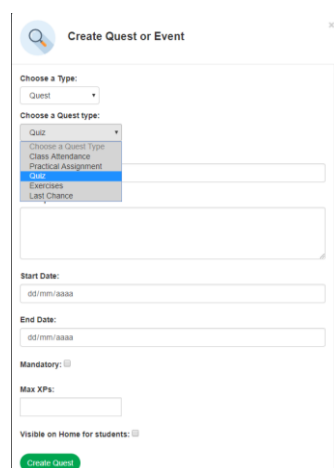 ×
Create Quest or Event
Choose a Type:
Quest
Choose a Quest type:
Quiz
Choose a Quest Type
Class Attendance
Practical Assignment
Quiz
Exercises
Last Chance
Start Date:
dd/mm/aaaa
End Date:
dd/mm/aaaa
Mandatory:
Max XPs:
Visible on Home for students:
Create Quest